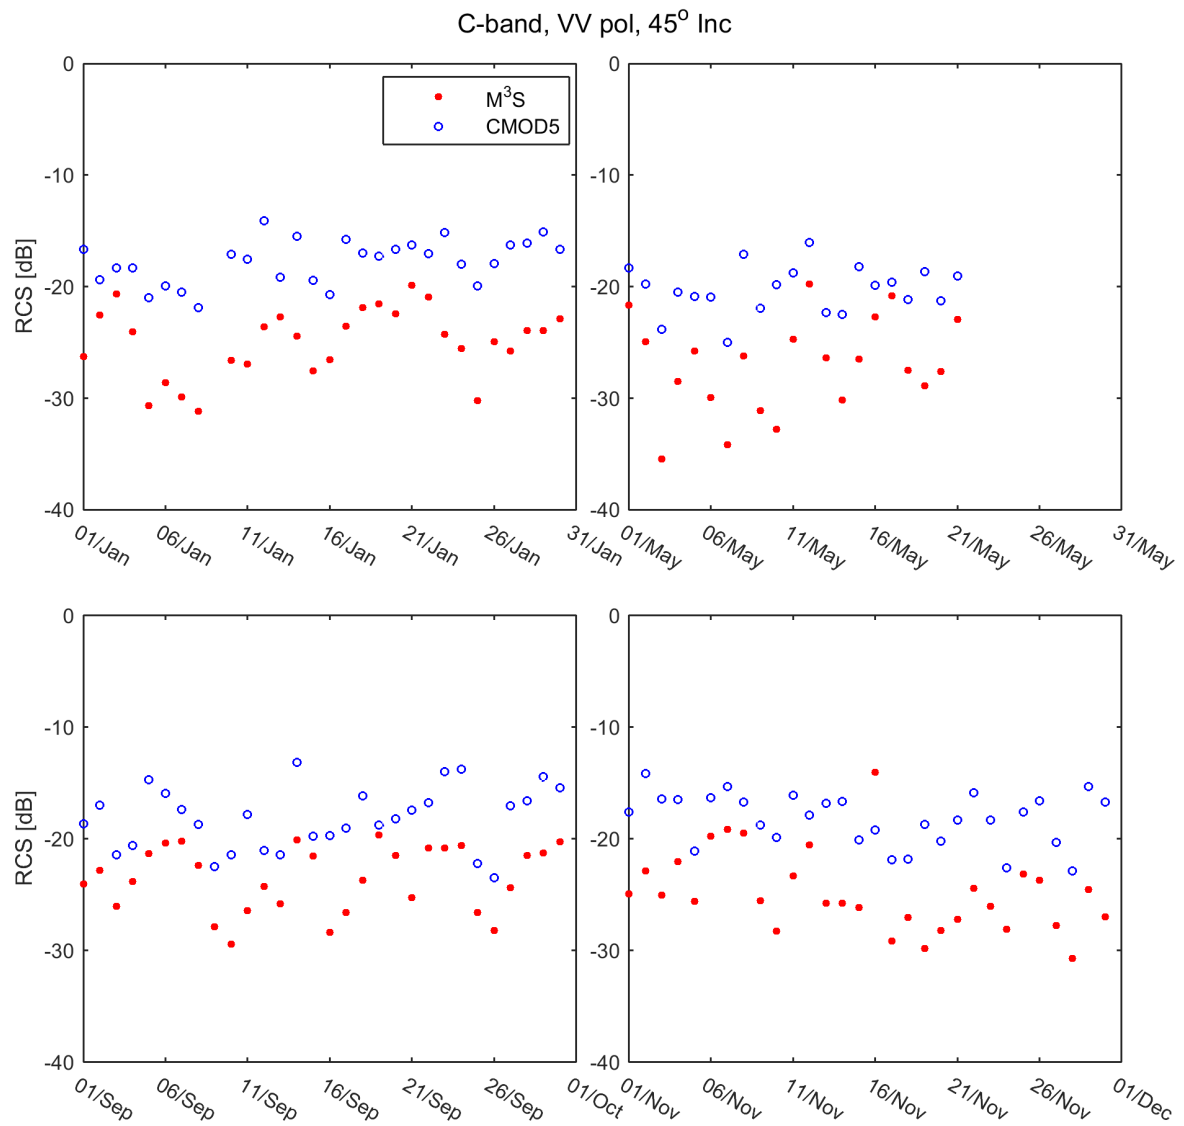 C-band, VV pol, 45° Inc
0
-10
-20
-30
-40
RCS [dB]
M³S
CMOD5
01/Jan 06/Jan 11/Jan 16/Jan 21/Jan 26/Jan 31/Jan
0
-10
-20
-30
-40
01/May 06/May 11/May 16/May 21/May 26/May 31/May
0
-10
-20
-30
-40
RCS [dB]
01/Sep 06/Sep 11/Sep 16/Sep 21/Sep 26/Sep 01/Oct
0
-10
-20
-30
-40
01/Nov 06/Nov 11/Nov 16/Nov 21/Nov 26/Nov 01/Dec